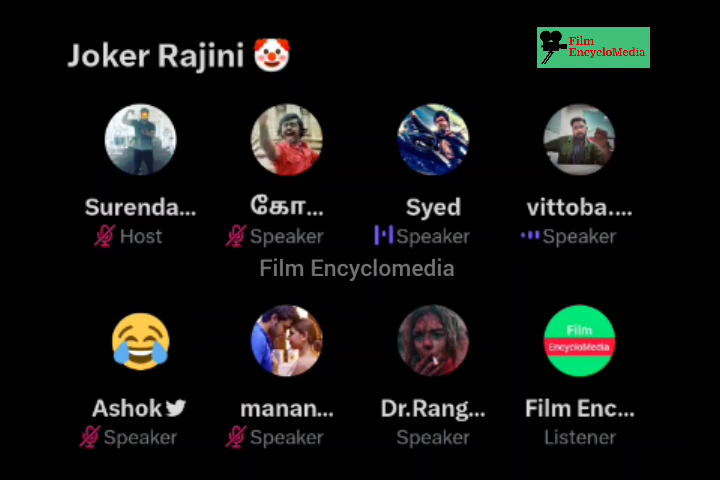 Joker Rajini 🤡
Film
EncycloMedia
Surenda... கோ... Syed vittoba....
Host Speaker Speaker Speaker
Film Encyclomedia
Film
EncycloMedia
Ashok manan... Dr.Rang... Film Enc...
Speaker Speaker Speaker Listener